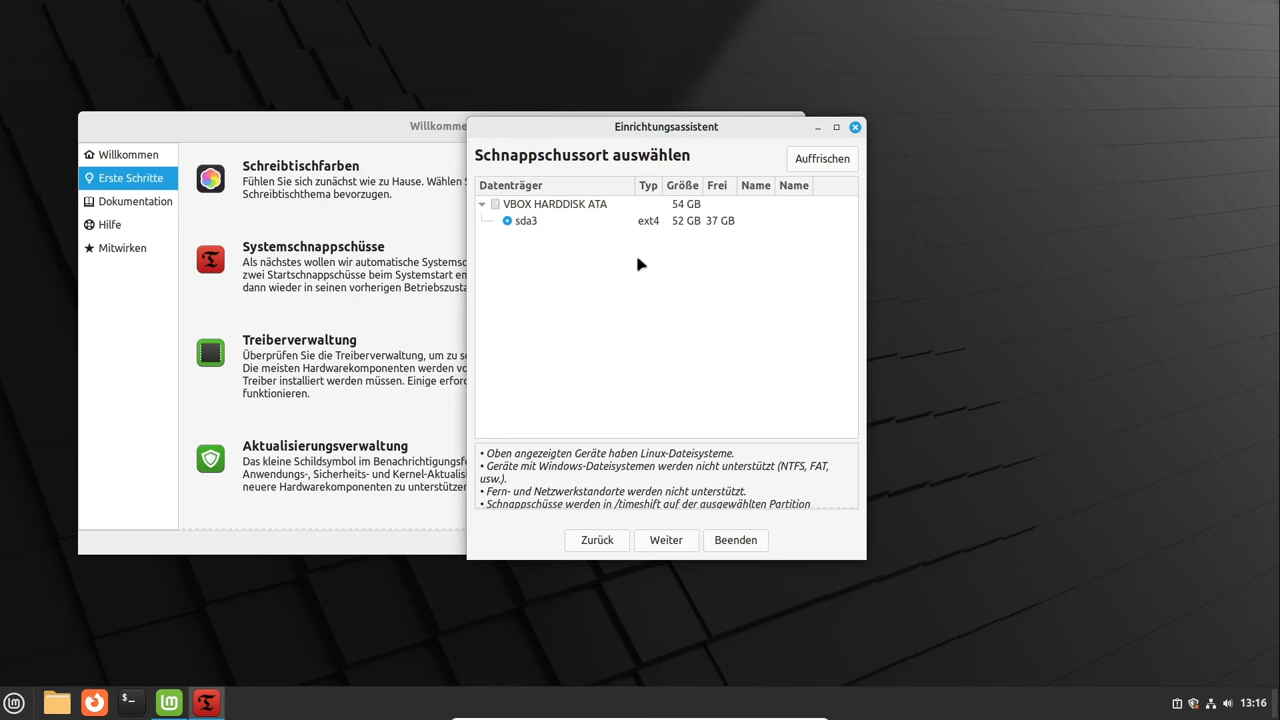 Willkomme
Willkommen
Erste Schritte
Dokumentation
Hilfe
Mitwirken
Schreibtischfarben
Fühlen Sie sich zunächst wie zu Hause. Wählen S
Schreibtischthema bevorzugen.
Systemschnappschüsse
Als nächstes wollen wir automatische Systemsc
zwei Startschnappschüsse beim Systemstart em
dann wieder in seinen vorherigen Betriebszusta
Treiberverwaltung
Überprüfen Sie die Treiberverwaltung, um zu se
Die meisten Hardwarekomponenten werden vo
Treiber installiert werden müssen. Einige erford
funktionieren.
Aktualisierungsverwaltung
Das kleine Schildsymbol im Benachrichtigungsfe
Anwendungs-, Sicherheits- und Kernel-Aktualis
neuere Hardwarekomponenten zu unterstützen
Einrichtungsassistent
Schnappschussort auswählen
Auffrischen
Datenträger Typ Größe Frei Name Name
VBOX HARDDISK ATA 54 GB
sda3 ext4 52 GB 37 GB
• Oben angezeigten Geräte haben Linux-Dateisysteme.
• Geräte mit Windows-Dateisystemen werden nicht unterstützt (NTFS, FAT,
usw.).
• Fern- und Netzwerkstandorte werden nicht unterstützt.
• Schnappschüsse werden in /timeshift auf der ausgewählten Partition
Zurück Weiter Beenden
13:16